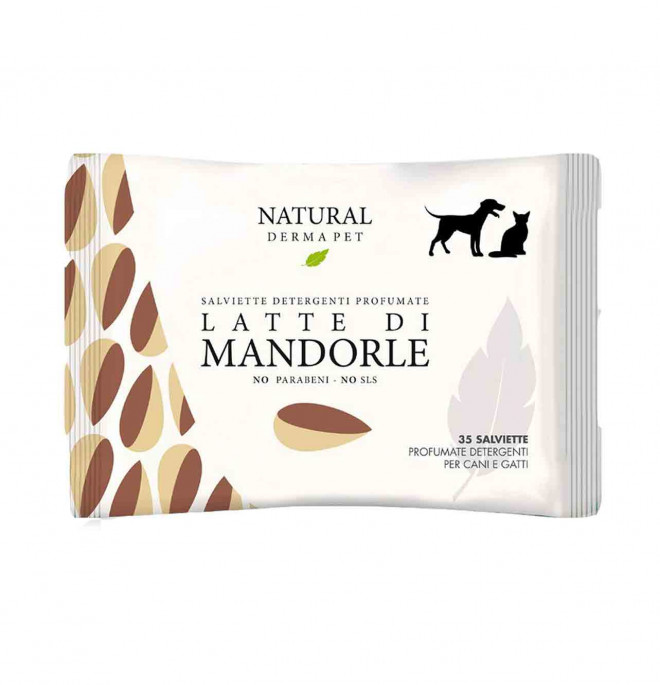 NATURAL
DERMA PET
SALVIETTE DETERGENTI PROFUMATE
LATTE DI
MANDORLE
NO PARABENI - NO SLS
35 SALVIETTE
PROFUMATE DETERGENTI
PER CANI E GATTI